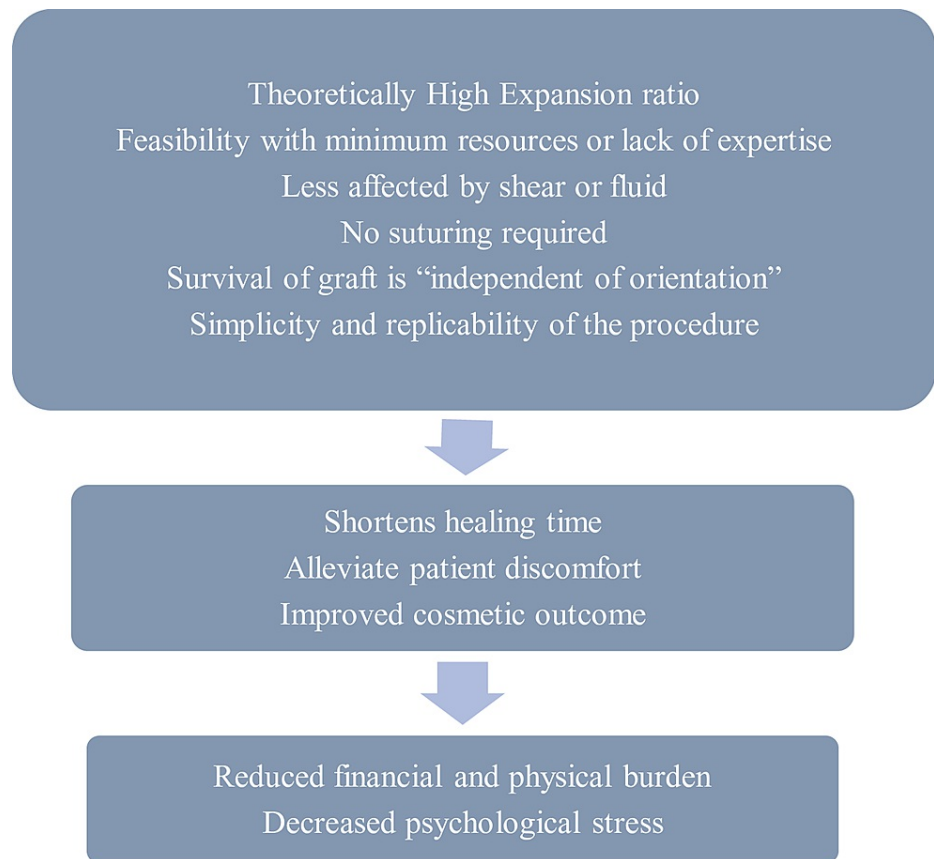 Theoretically High Expansion ratio
Feasibility with minimum resources or lack of expertise
Less affected by shear or fluid
No suturing required
Survival of graft is “independent of orientation”
Simplicity and replicability of the procedure
Shortens healing time
Alleviate patient discomfort
Improved cosmetic outcome
Reduced financial and physical burden
Decreased psychological stress